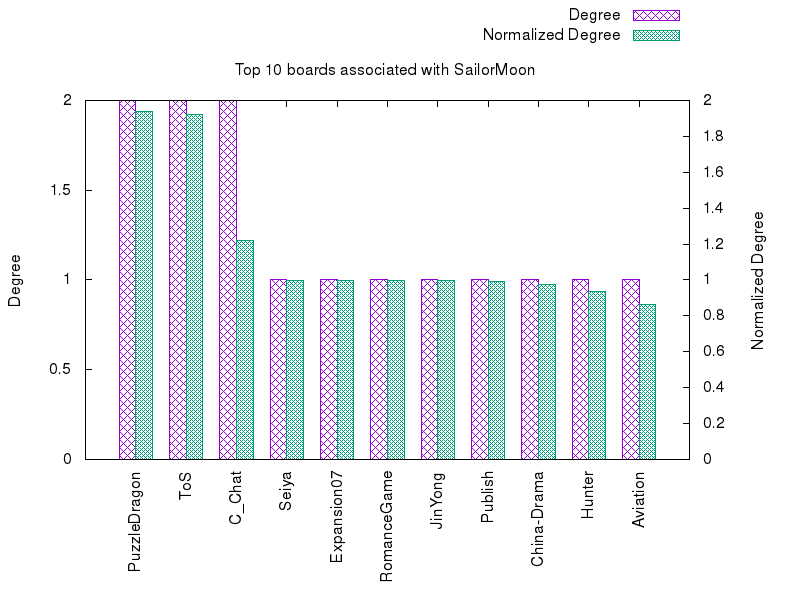 Degree
Normalized Degree
Top 10 boards associated with SailorMoon
2
1.5
1
0.5
0
2
1.8
1.6
1.4
1.2
1
0.8
0.6
0.4
0.2
0
Degree
Normalized Degree
PuzzleDragon
ToS
C_Chat
Seiya
Expansion07
RomanceGame
JinYong
Publish
China-Drama
Hunter
Aviation